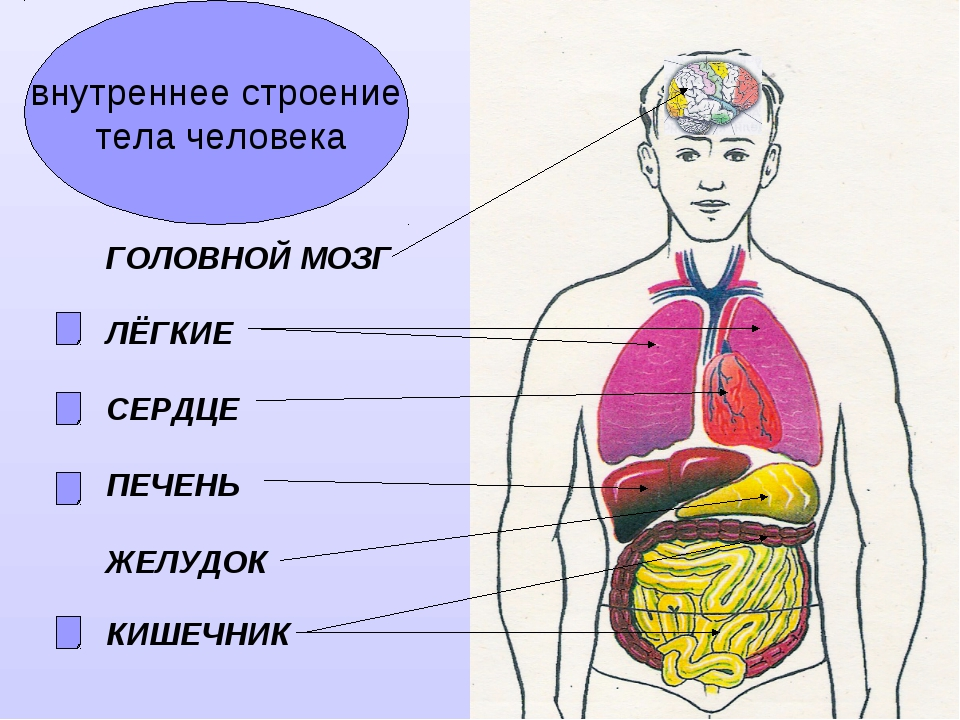 внутреннее строение
тела человека
ГОЛОВНОЙ МОЗГ
ЛЁГКИЕ
СЕРДЦЕ
ПЕЧЕНЬ
ЖЕЛУДОК
КИШЕЧНИК